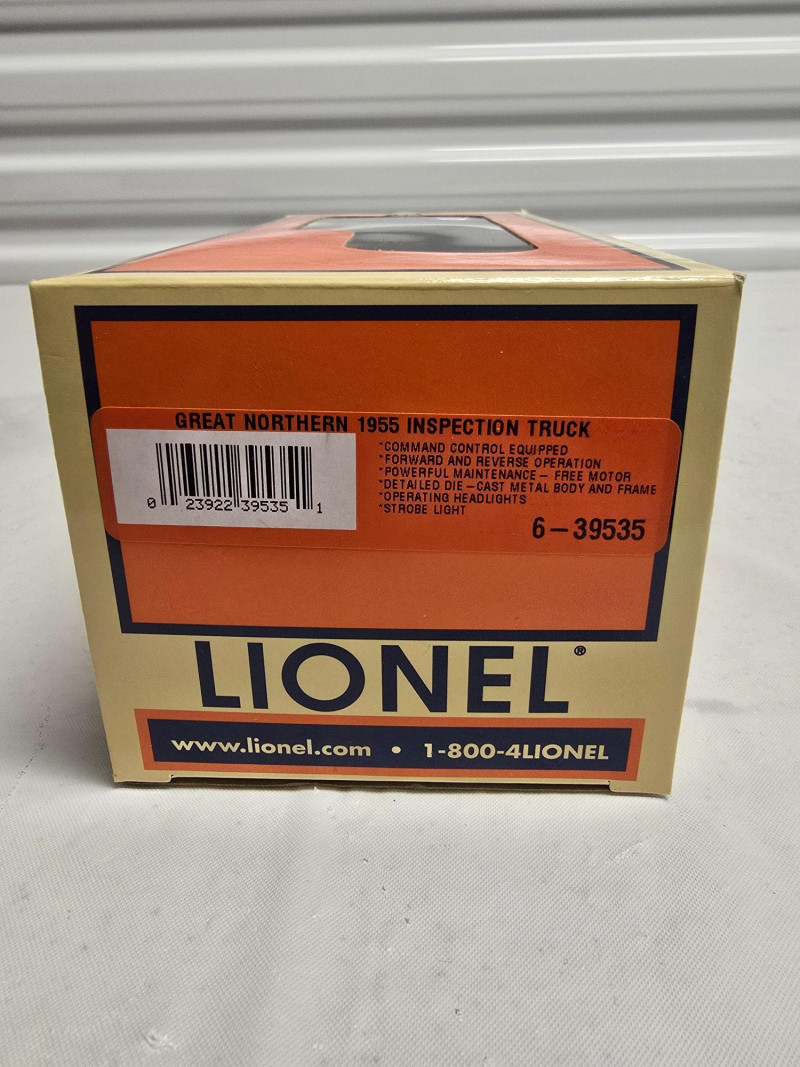 GREAT NORTHERN 1955 INSPECTION TRUCK
*COMMAND CONTROL EQUIPPED
*FORWARD AND REVERSE OPERATION
*POWERFUL MAINTENANCE – FREE MOTOR
*DETAILED DIE – CAST METAL BODY AND FRAME
*OPERATING HEADLIGHTS
*STROBE LIGHT
0 23922 39535 1
6–39535
LIONEL®
www.lionel.com • 1-800-4LIONEL